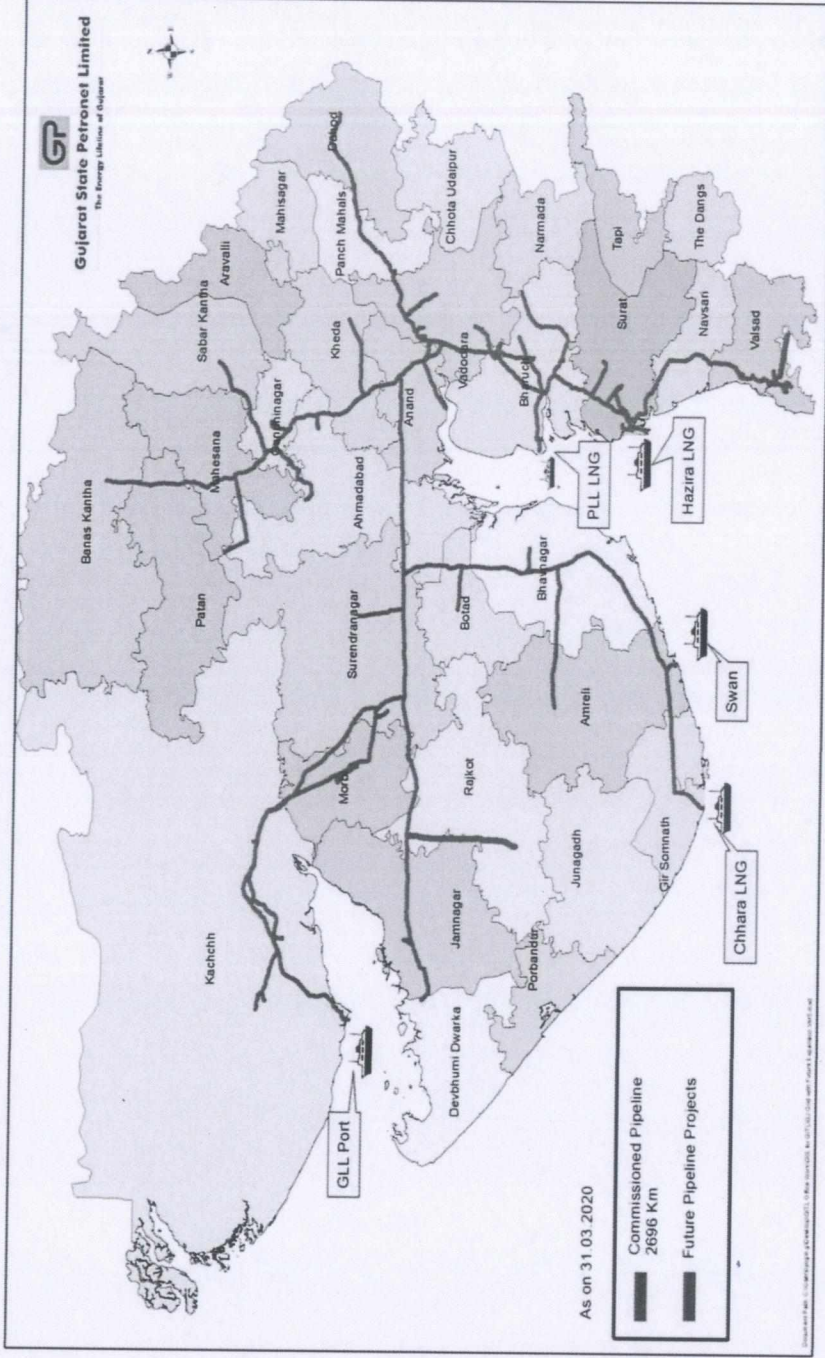 GP
Gujarat State Petronet Limited
The Energy Lifeline of Gujarat
Banas Kantha
Patan
Mahesana
Sabar Kantha
Aravalli
Gandhinagar
Mahisagar
Kheda
Panch Mahals
Dahod
Kachchh
Surendranagar
Ahmadabad
Anand
Vadodara
Chhota Udaipur
Morbi
Rajkot
Botad
Bhavnagar
Bharuch
Narmada
Jamnagar
Devbhumi Dwarka
Porbandar
Junagadh
Amreli
Gir Somnath
Surat
Tapi
Navsari
The Dangs
Valsad
GLL Port
PLL LNG
Hazira LNG
Swan
Chhara LNG
As on 31.03.2020
Commissioned Pipeline
2696 Km
Future Pipeline Projects